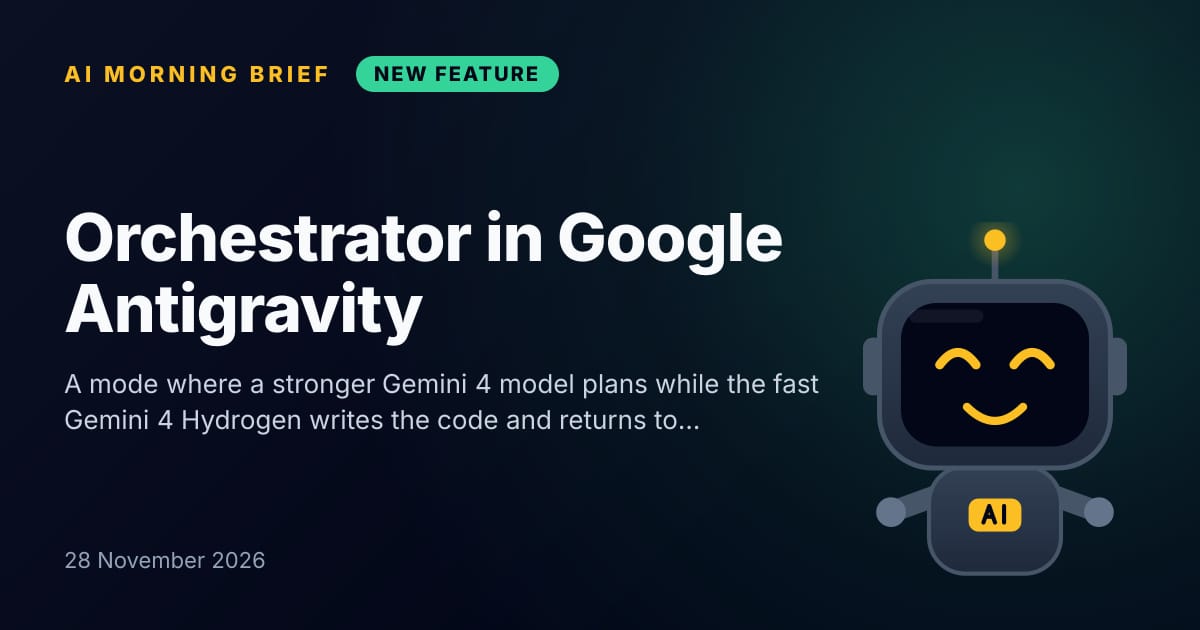 AI MORNING BRIEF
NEW FEATURE
Orchestrator in Google
Antigravity
A mode where a stronger Gemini 4 model plans while the fast
Gemini 4 Hydrogen writes the code and returns to...
AI
28 November 2026